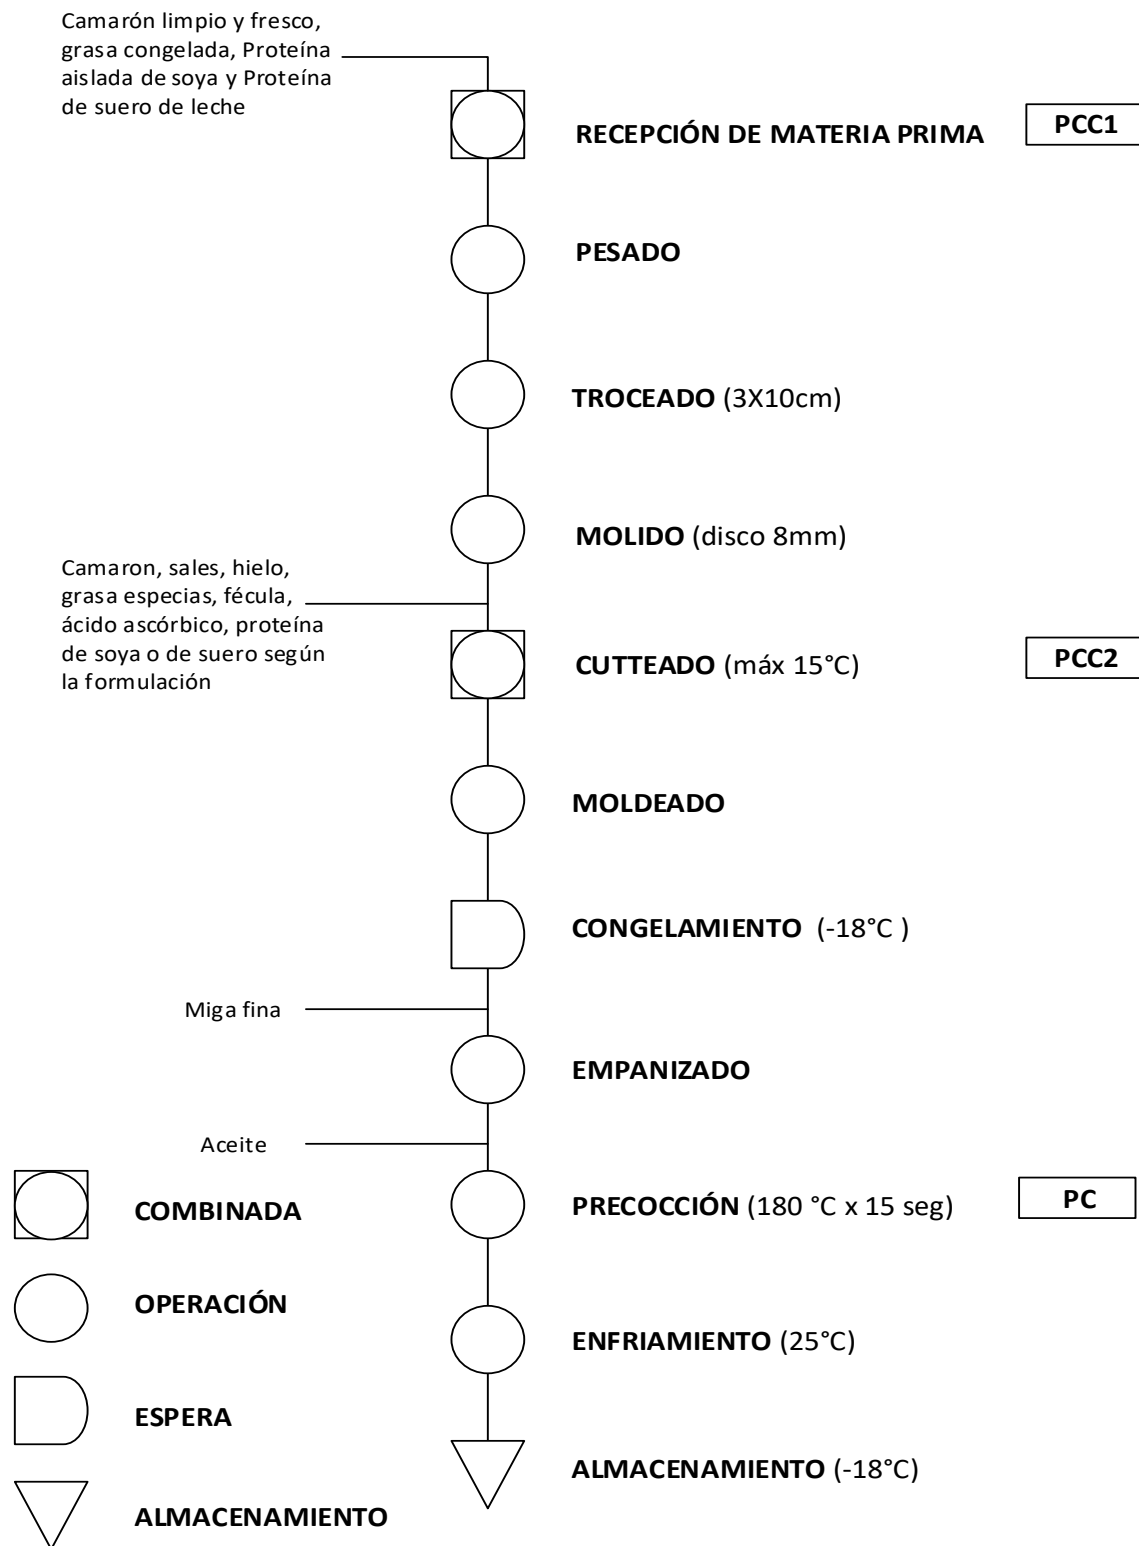 Camarón limpio y fresco,
grasa congelada, Proteína
aislada de soya y Proteína
de suero de leche
RECEPCIÓN DE MATERIA PRIMA
PCC1
PESADO
TROCEADO (3X10cm)
MOLIDO (disco 8mm)
Camaron, sales, hielo,
grasa especias, fécula,
ácido ascórbico, proteína
de soya o de suero según
la formulación
CUTTEADO (máx 15°C)
PCC2
MOLDEADO
CONGELAMIENTO (-18°C )
Miga fina
EMPANIZADO
Aceite
PRECOCCIÓN (180 °C x 15 seg)
PC
ENFRIAMIENTO (25°C)
ALMACENAMIENTO (-18°C)
COMBINADA
OPERACIÓN
ESPERA
ALMACENAMIENTO